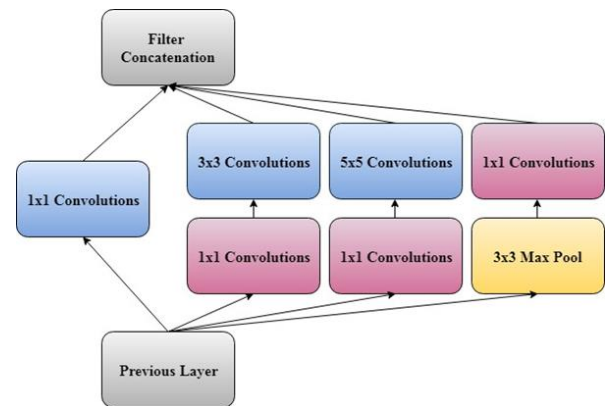 Filter
Concatenation
3x3 Convolutions
5x5 Convolutions
1x1 Convolutions
1x1 Convolutions
1x1 Convolutions
1x1 Convolutions
3x3 Max Pool
Previous Layer